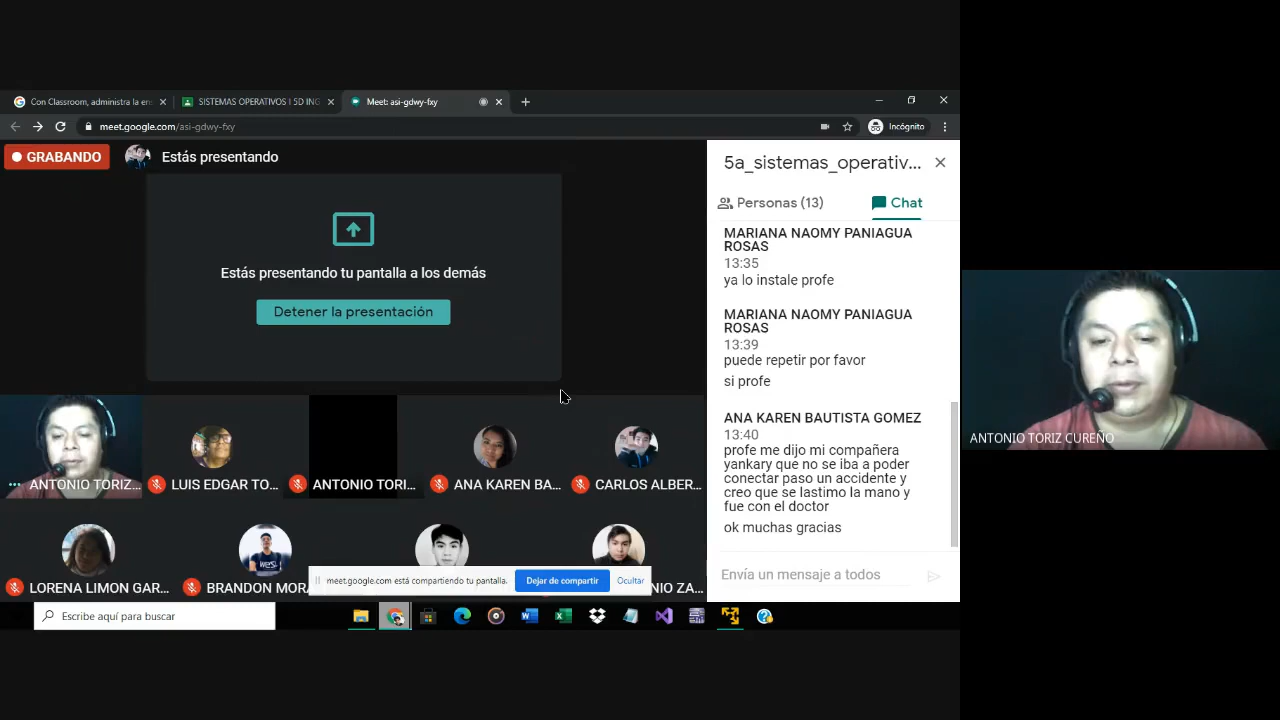 Con Classroom, administra la en
SISTEMAS OPERATIVOS I 5D ING
Meet: asi-gdwy-fxy
meet.google.com/asi-gdwy-fxy
Incógnito
GRABANDO
Estás presentando
5a_sistemas_operativ...
Personas (13)
Chat
Estás presentando tu pantalla a los demás
Detener la presentación
MARIANA NAOMY PANIAGUA
ROSAS
13:35
ya lo instale profe
MARIANA NAOMY PANIAGUA
ROSAS
13:39
puede repetir por favor
si profe
ANA KAREN BAUTISTA GOMEZ
13:40
profe me dijo mi compañera
yankary que no se iba a poder
conectar paso un accidente y
creo que se lastimo la mano y
fue con el doctor
ok muchas gracias
Envía un mensaje a todos
ANTONIO TORIZ...
LUIS EDGAR TO...
ANTONIO TORI...
ANA KAREN BA...
CARLOS ALBER...
LORENA LIMON GAR...
BRANDON MORA
NIO ZA...
meet.google.com está compartiendo tu pantalla.
Dejar de compartir
Ocultar
Escribe aquí para buscar
ANTONIO TORIZ CUREÑO